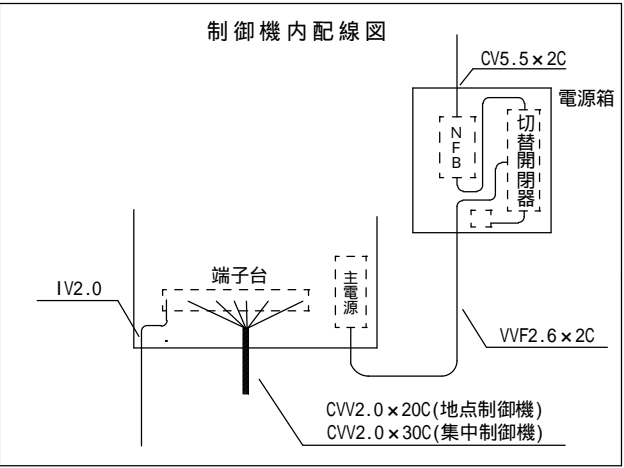 制御機内配線図
CV5.5×2C
電源箱
NFB
切替開閉器
端子台
主電源
IV2.0
VVF2.6×2C
CVV2.0×20C(地点制御機)
CVV2.0×30C(集中制御機)